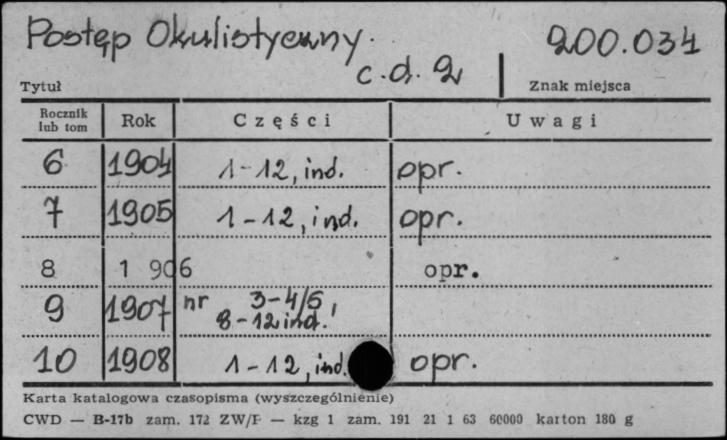 Postęp Okulistyczny. 200.034
c.d. 2
Tytuł Znak miejsca
Rocznik lub tom Rok Części Uwagi
6 1904 1-12, ind. opr.
7 1905 1-12, ind. opr.
8 1 906 opr.
9 1907 nr 3-4/5,
8-12 ind.
10 1908 1-12, ind. opr.
Karta katalogowa czasopisma (wyszczególnienie)
CWD — B-17b zam. 172 ZW/F — kzg 1 zam. 191 21 1 63 60000 karton 180 g